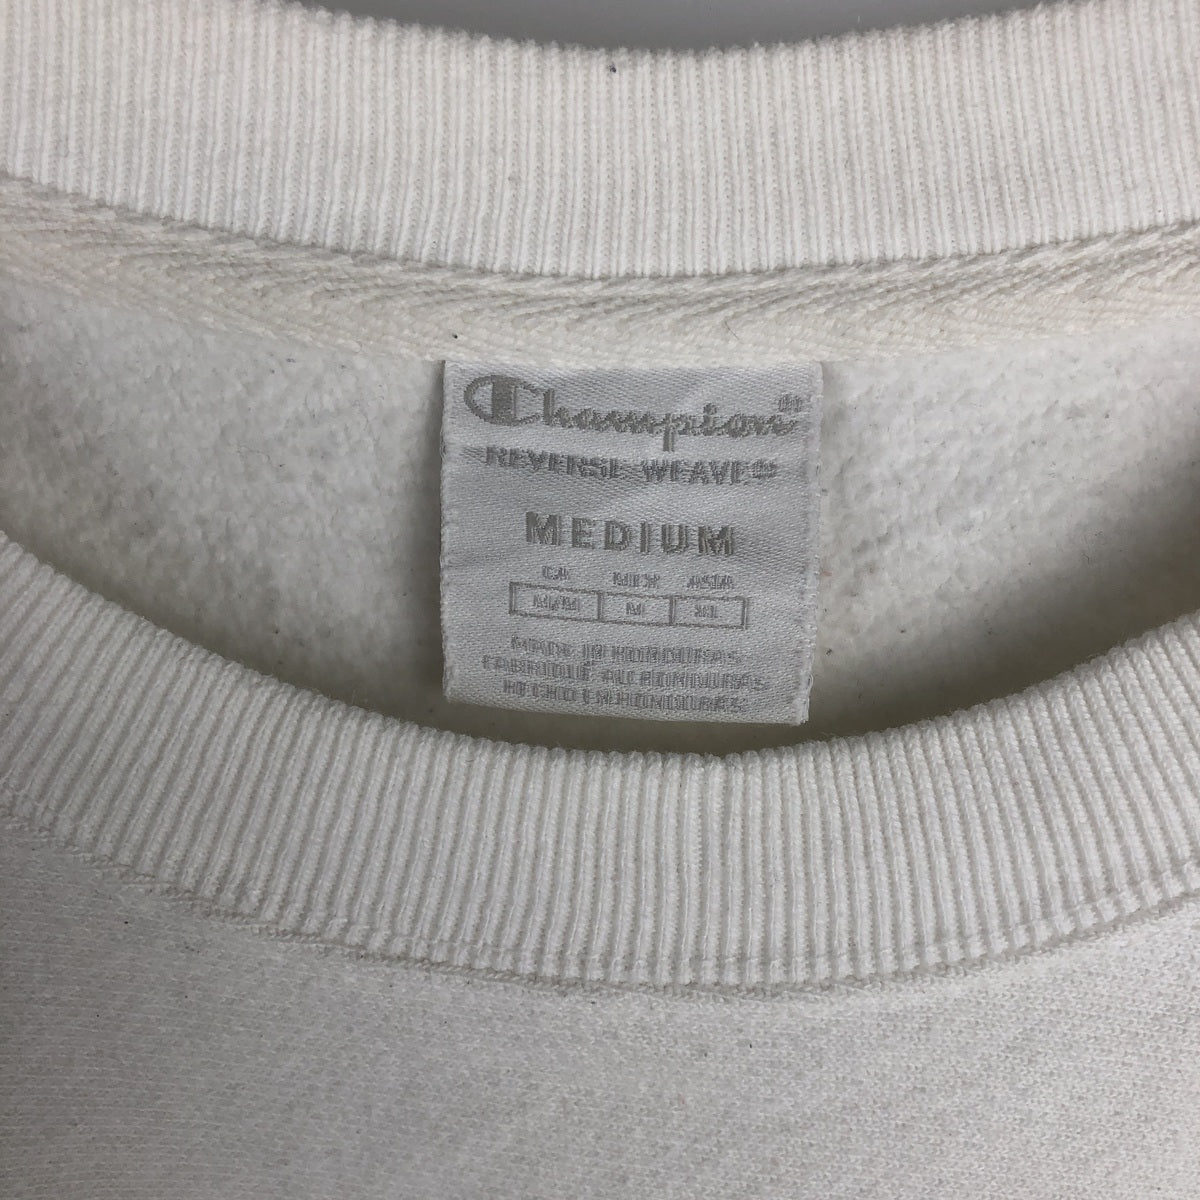 Champion®
REVERSE WEAVE®
MEDIUM
CA MEX ASIA
M/M M XL
MADE IN HONDURAS
FABRIQUÉ AU HONDURAS
HECHO EN HONDURAS